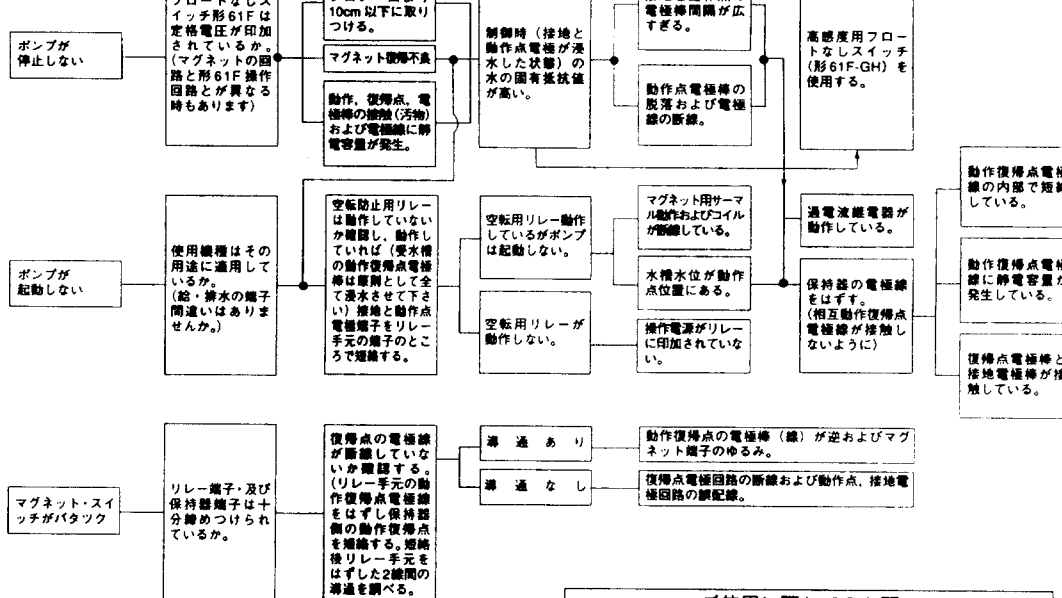 フロートなしス
イッチ形61Fは
定格電圧が印加
されているか。
(マグネットの回
路と形61F操作
回路とが異なる
時もあります)
ポンプが
停止しない
10cm以下に取り
つける。
マグネット復帰不良
動作,復帰点,電
極棒の接触(汚物)
および電極線に静
電容量が発生。
制御時(接地と
動作点電極が浸
水した状態)の
水の固有抵抗値
が高い。
電極棒間隔が広
すぎる。
動作点電極棒の
脱落および電極
線の断線。
高感度用フロー
トなしスイッチ
(形61F-GH)を
使用する。
ポンプが
起動しない
使用機種はその
用途に適用して
いるか。
(給・排水の端子
間違いはありま
せんか。)
空転防止用リレー
は動作していない
か確認し、動作し
ていれば(受水槽
の動作復帰点電極
棒は原則として全
て浸水させて下さ
い)接地と動作点
電極端子をリレー
手元の端子のとこ
ろで短絡する。
空転用リレー動作
しているがポンプ
は起動しない。
空転用リレーが
動作しない。
マグネット用サーマ
ル動作およびコイル
が断線している。
水槽水位が動作
点位置にある。
操作電源がリレー
に印加されていな
い。
過電流継電器が
動作している。
保持器の電極線
をはずす。
(相互動作復帰点
電極線が接触し
ないように)
動作復帰点電極
線の内部で短絡
している。
動作復帰点電極
線に静電容量が
発生している。
復帰点電極棒と
接地電極棒が接
触している。
マグネット・スイ
ッチがバタツク
リレー端子・及び
保持器端子は十
分締めつけられ
ているか。
復帰点の電極線
が断線していな
いか確認する。
(リレー手元の動
作復帰点電極線
をはずし保持器
側の動作復帰点
を短絡する。短絡
後リレー手元を
はずした2線間の
導通を調べる。
導通あり
導通なし
動作復帰点の電極棒(線)が逆およびマグ
ネット端子のゆるみ。
復帰点電極回路の断線および動作点,接地電
極回路の誤配線。